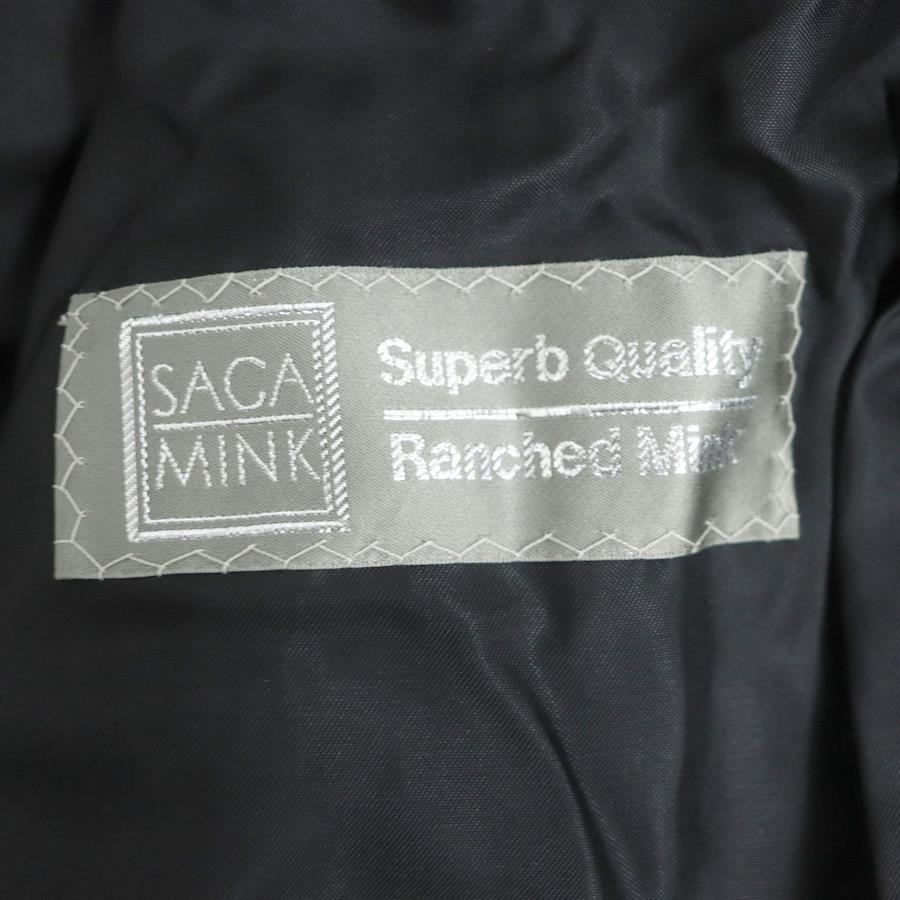 SAGA
MINK
Superb Quality
Ranched Mink